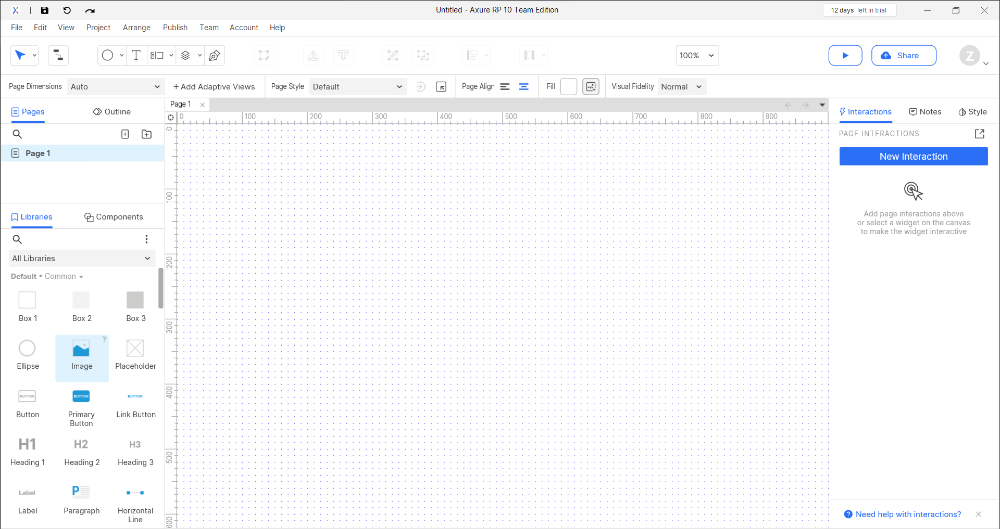 Untitled - Axure RP 10 Team Edition
12 days left in trial
File Edit View Project Arrange Publish Team Account Help
100%
Share
Z
Page Dimensions Auto + Add Adaptive Views Page Style Default Page Align Fill Visual Fidelity Normal
Pages Outline
Page 1
Interactions Notes Style
0 100 200 300 400 500 600 700 800 900
0
100
200
300
400
500
600
Page 1
PAGE INTERACTIONS
New Interaction
Add page interactions above
or select a widget on the canvas
to make the widget interactive
Libraries Components
All Libraries
Default • Common
Box 1 Box 2 Box 3
?
Ellipse Image Placeholder
BUTTON BUTTON BUTTON
Button Primary Button Link Button
H1 H2 H3
Heading 1 Heading 2 Heading 3
Label P
Label Paragraph Horizontal Line
? Need help with interactions?